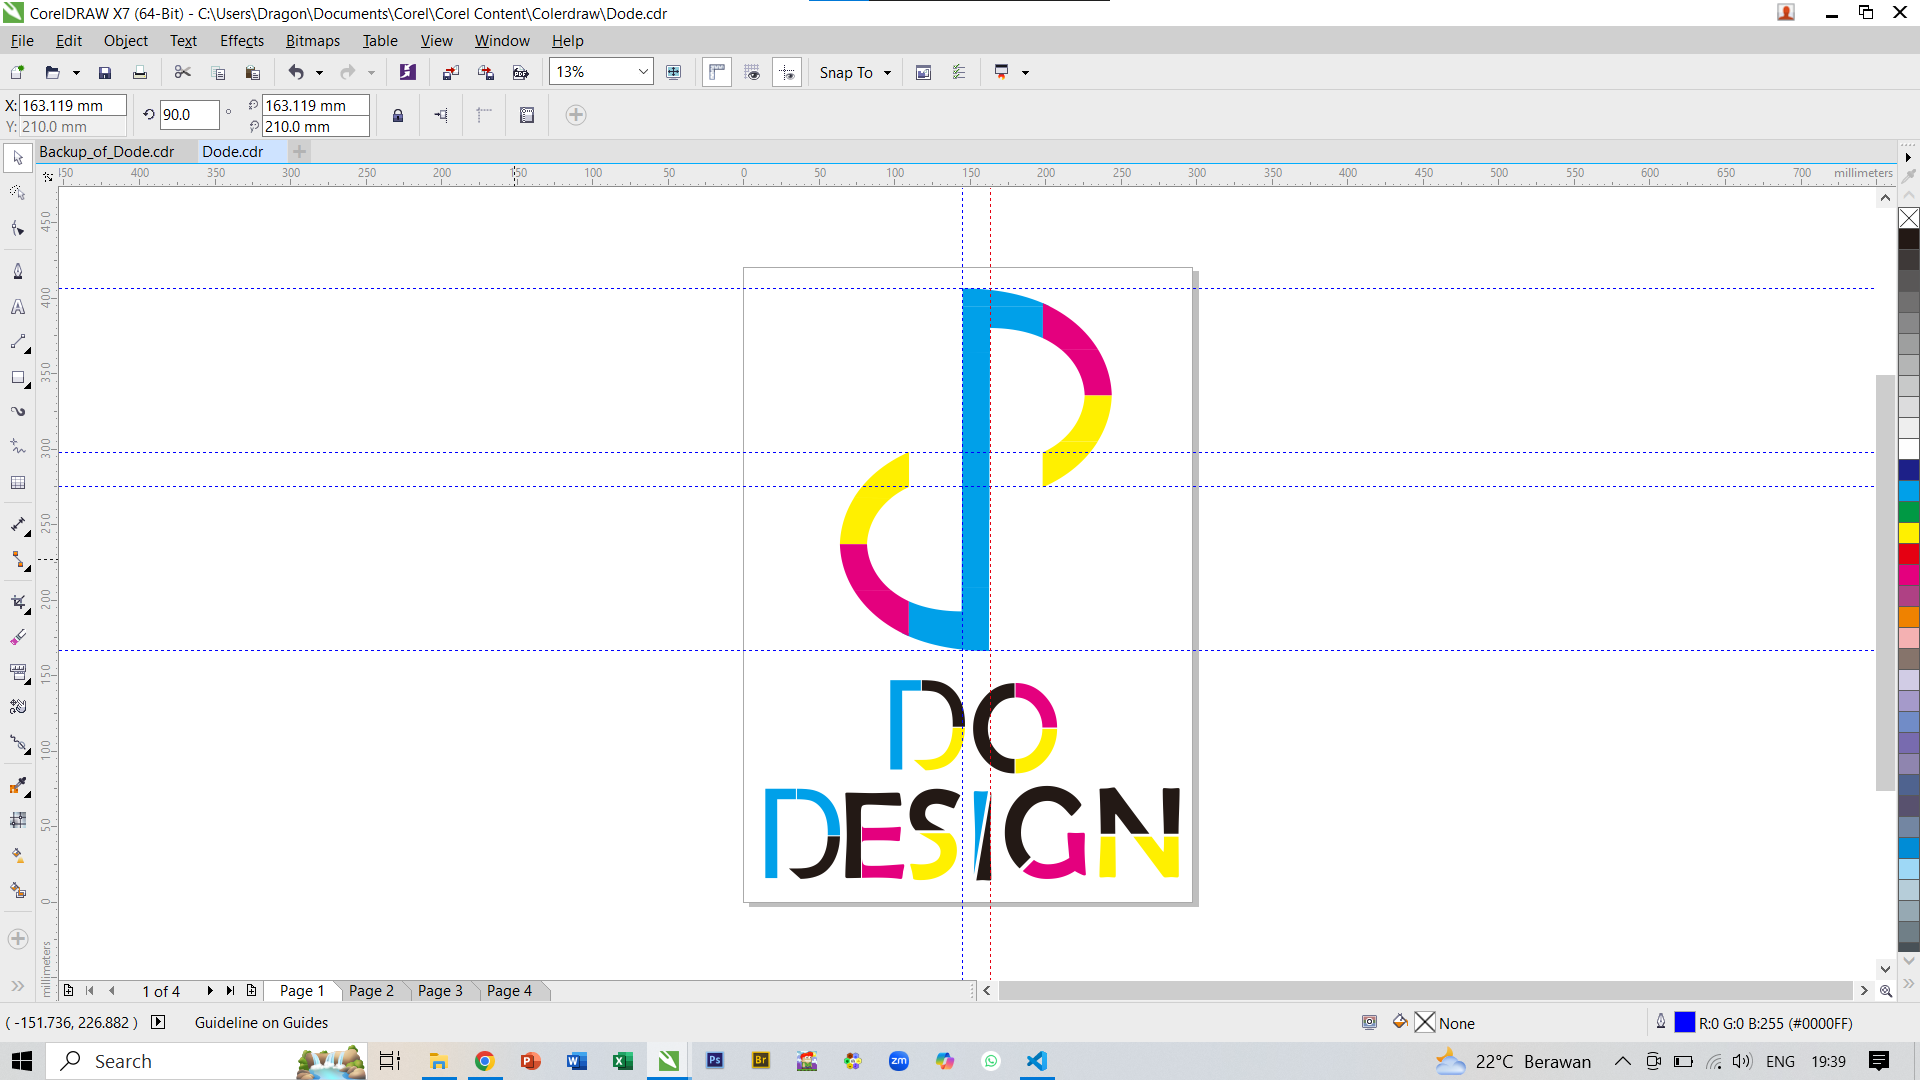 CorelDRAW X7 (64-Bit) - C:\Users\Dragon\Documents\Corel\Corel Content\Colerdraw\Dode.cdr
File Edit Object Text Effects Bitmaps Table View Window Help
13% Snap To
X: 163.119 mm 90.0 ° 163.119 mm
Y: 210.0 mm 210.0 mm
Backup_of_Dode.cdr Dode.cdr
450 400 350 300 250 200 150 100 50 0 50 100 150 200 250 300 350 400 450 500 550 600 650 700 millimeters
450
400
350
300
250
200
150
100
50
0
millimeters
DO
DESIGN
1 of 4 Page 1 Page 2 Page 3 Page 4
( -151.736, 226.882 ) Guideline on Guides None R:0 G:0 B:255 (#0000FF)
Search Ps Br zm 22°C Berawan ENG 19:39